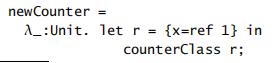 newCounter =
λ_:Unit. let r = {x=ref 1} in
counterClass r;